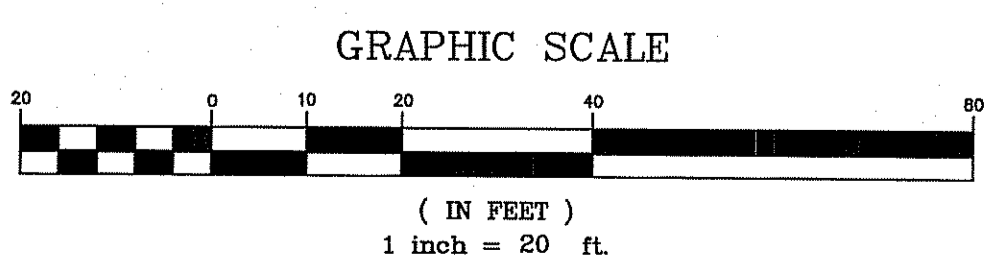 GRAPHIC SCALE
20 0 10 20 40 80
( IN FEET )
1 inch = 20 ft.